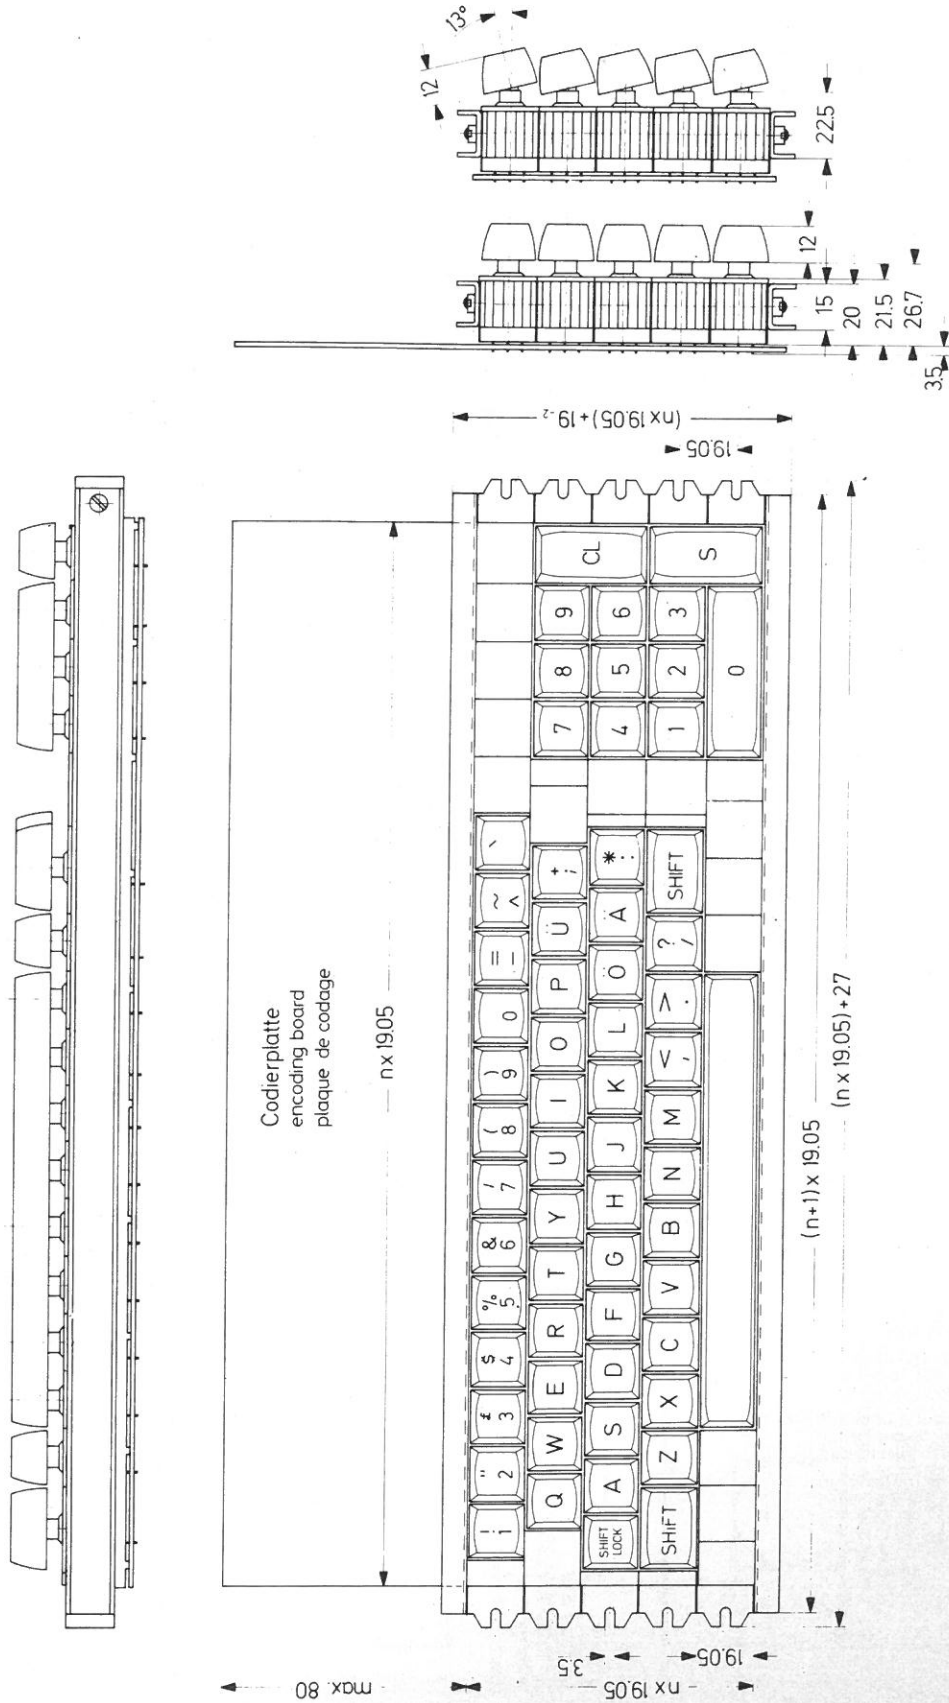 13°
12
22.5
12
15
20
21.5
26.7
3.5
(n x 19.05) + 19 -2
19.05
Codierplatte
encoding board
plaque de codage
n x 19.05
! 1
" 2
£ 3
$ 4
% 5
& 6
/ 7
( 8
) 9
0
= –
~ ^
`
Q W E R T Y U I O P Ü + ;
7 8 9 CL
SHIFT
LOCK
A S D F G H J K L Ö Ä * :
4 5 6
SHIFT Z X C V B N M < , > . ? / SHIFT
1 2 3 S
0
(n+1) x 19.05
(n x 19.05) + 27
max. 80
n x 19.05
3.5
19.05